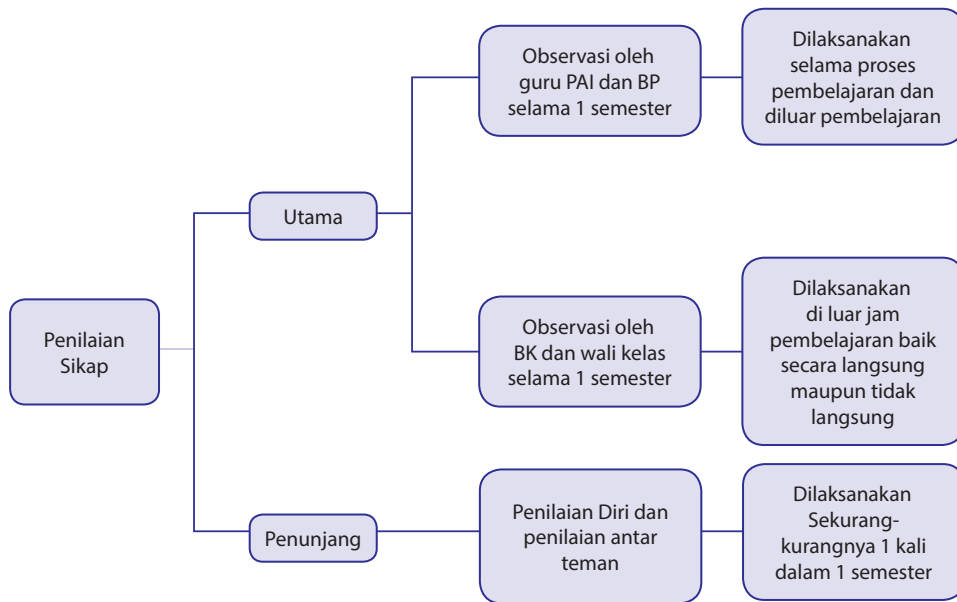 Penilaian
Sikap
Utama
Observasi oleh
guru PAI dan BP
selama 1 semester
Dilaksanakan
selama proses
pembelajaran dan
diluar pembelajaran
Observasi oleh
BK dan wali kelas
selama 1 semester
Dilaksanakan
di luar jam
pembelajaran baik
secara langsung
maupun tidak
langsung
Penunjang
Penilaian Diri dan
penilaian antar
teman
Dilaksanakan
Sekurang-
kurangnya 1 kali
dalam 1 semester